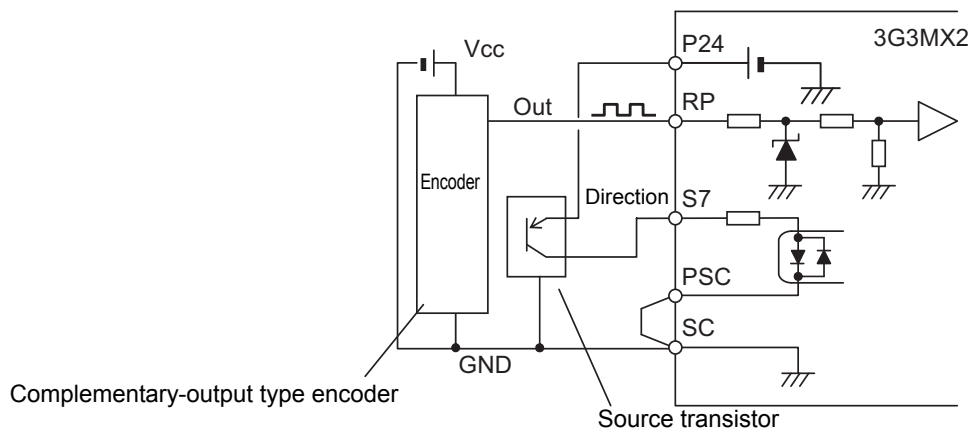 3G3MX2
Vcc
P24
Out
RP
Encoder
Direction
S7
PSC
SC
GND
Complementary-output type encoder
Source transistor